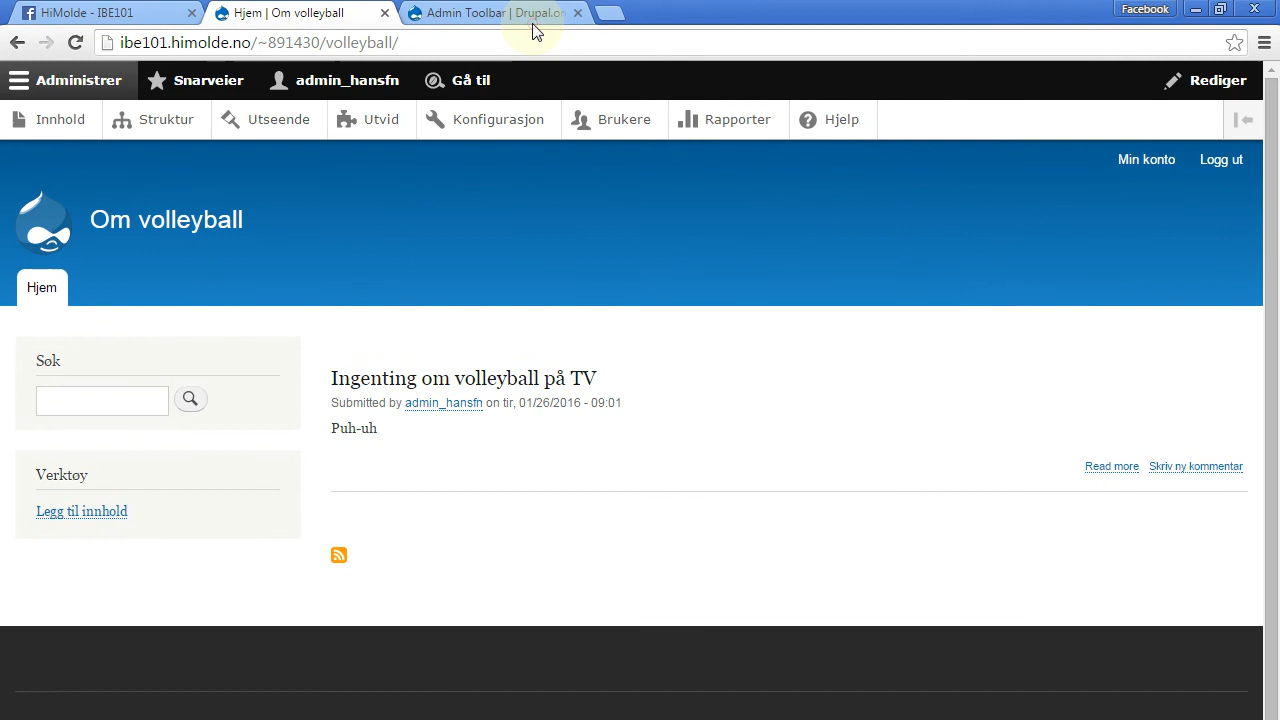 HiMolde - IBE101
Hjem | Om volleyball
Admin Toolbar | Drupal.or
Facebook
ibe101.himolde.no/~891430/volleyball/
Administrer
Snarveier
admin_hansfn
Gå til
Rediger
Innhold
Struktur
Utseende
Utvid
Konfigurasjon
Brukere
Rapporter
Hjelp
Min konto
Logg ut
Om volleyball
Hjem
Søk
Verktøy
Legg til innhold
Ingenting om volleyball på TV
Submitted by admin_hansfn on tir, 01/26/2016 - 09:01
Puh-uh
Read more
Skriv ny kommentar